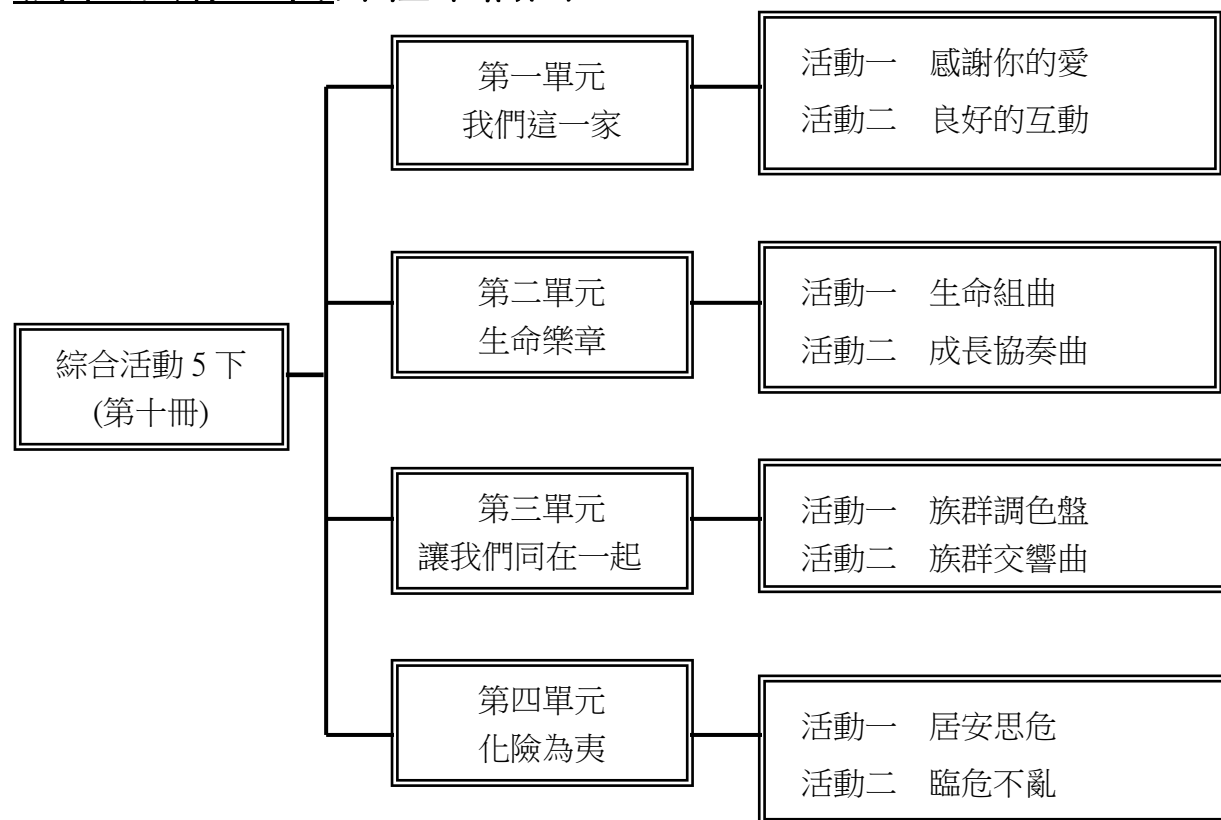 綜合活動 5 下
(第十冊)
第一單元
我們這一家
活動一　感謝你的愛
活動二　良好的互動
第二單元
生命樂章
活動一　生命組曲
活動二　成長協奏曲
第三單元
讓我們同在一起
活動一　族群調色盤
活動二　族群交響曲
第四單元
化險為夷
活動一　居安思危
活動二　臨危不亂